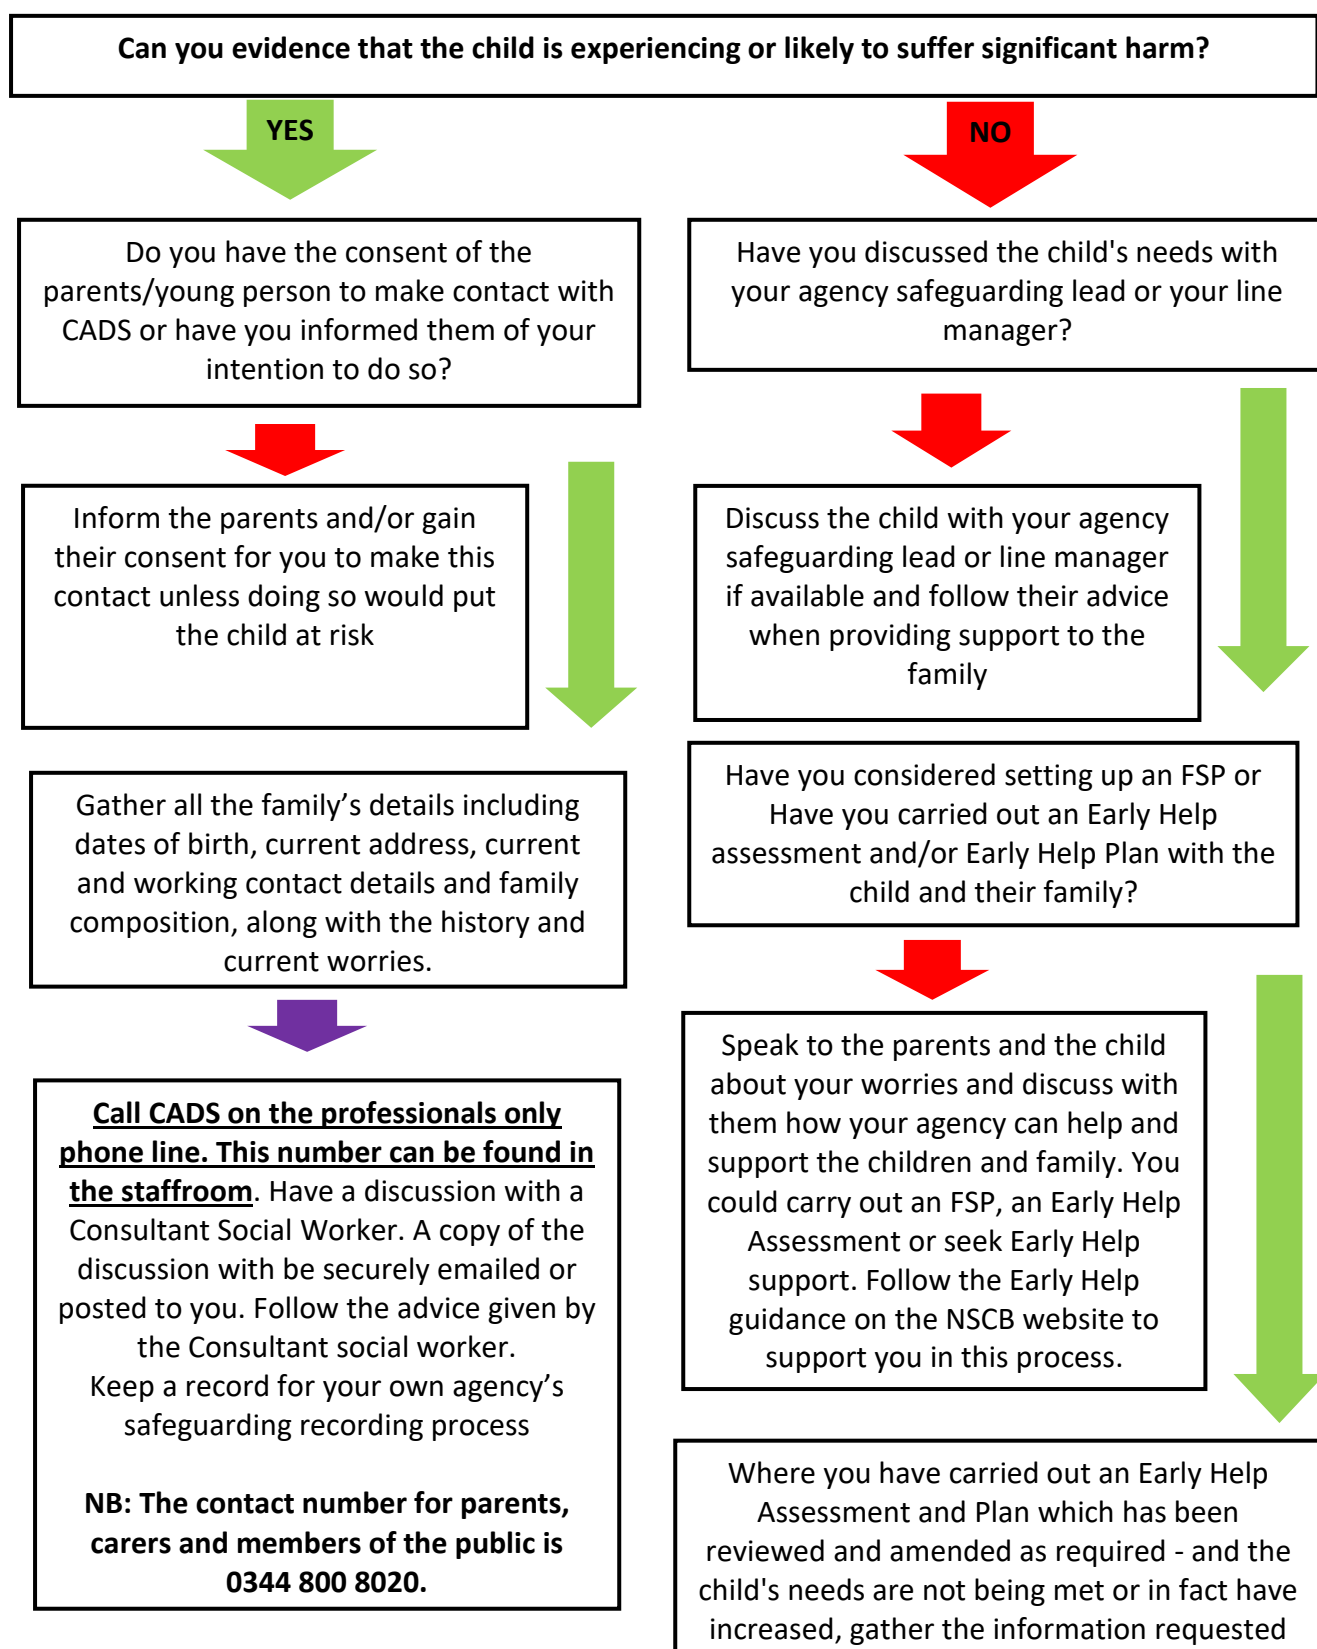 Can you evidence that the child is experiencing or likely to suffer significant harm?
YES
NO
Do you have the consent of the
parents/young person to make contact with
CADS or have you informed them of your
intention to do so?
Have you discussed the child's needs with
your agency safeguarding lead or your line
manager?
Inform the parents and/or gain
their consent for you to make this
contact unless doing so would put
the child at risk
Discuss the child with your agency
safeguarding lead or line manager
if available and follow their advice
when providing support to the
family
Gather all the family’s details including
dates of birth, current address, current
and working contact details and family
composition, along with the history and
current worries.
Have you considered setting up an FSP or
Have you carried out an Early Help
assessment and/or Early Help Plan with the
child and their family?
Call CADS on the professionals only
phone line. This number can be found in
the staffroom. Have a discussion with a
Consultant Social Worker. A copy of the
discussion with be securely emailed or
posted to you. Follow the advice given by
the Consultant social worker.
Keep a record for your own agency’s
safeguarding recording process
NB: The contact number for parents,
carers and members of the public is
0344 800 8020.
Speak to the parents and the child
about your worries and discuss with
them how your agency can help and
support the children and family. You
could carry out an FSP, an Early Help
Assessment or seek Early Help
support. Follow the Early Help
guidance on the NSCB website to
support you in this process.
Where you have carried out an Early Help
Assessment and Plan which has been
reviewed and amended as required - and the
child's needs are not being met or in fact have
increased, gather the information requested